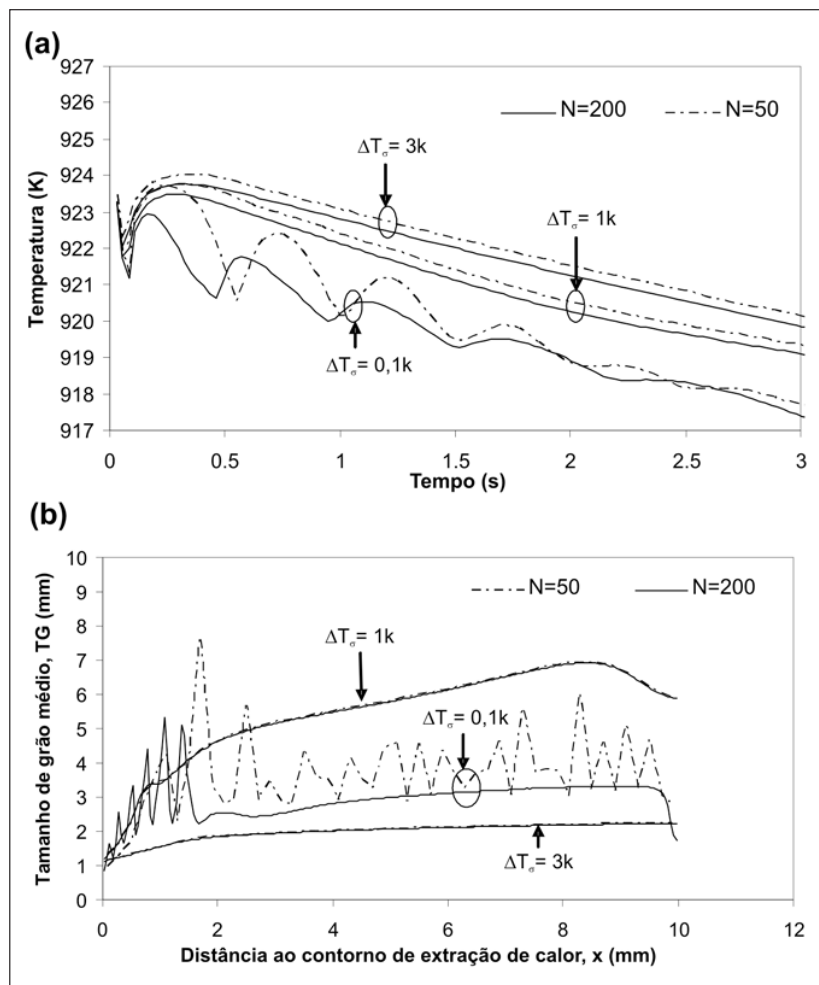 (a)
927
926
925
924
923
922
921
920
919
918
917
Temperatura (K)
N=200
N=50
ΔTσ= 3k
ΔTσ= 1k
ΔTσ= 0,1k
0
0.5
1
1.5
2
2.5
3
Tempo (s)
(b)
10
9
8
7
6
5
4
3
2
1
0
Tamanho de grão médio, TG (mm)
N=50
N=200
ΔTσ= 1k
ΔTσ= 0,1k
ΔTσ= 3k
0
2
4
6
8
10
12
Distância ao contorno de extração de calor, x (mm)